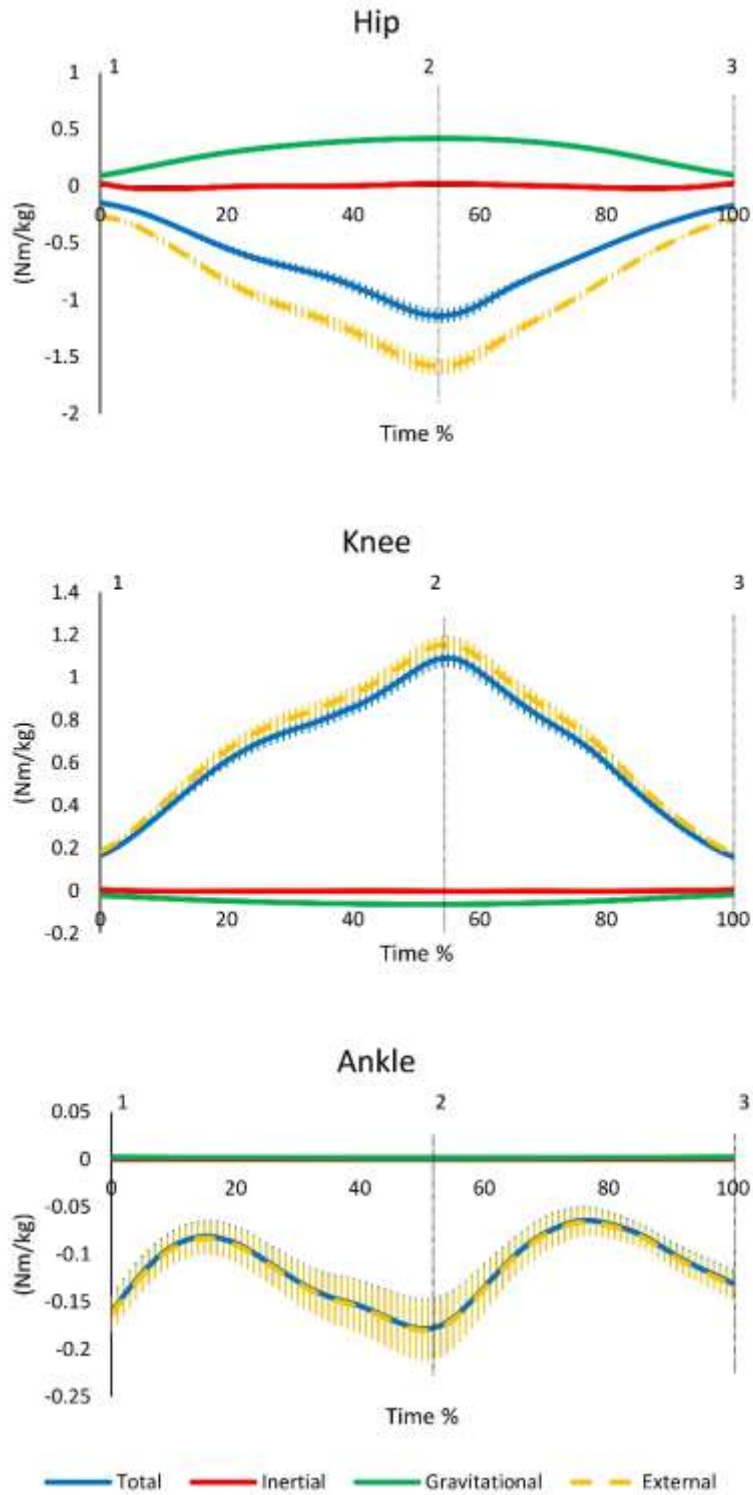 Hip
1 2 3
1
0.5
0
-0.5
-1
-1.5
-2
(Nm/kg)
0 20 40 60 80 100
Time %
Knee
1 2 3
1.4
1.2
1
0.8
0.6
0.4
0.2
0
-0.2
(Nm/kg)
0 20 40 60 80 100
Time %
Ankle
1 2 3
0.05
0
-0.05
-0.1
-0.15
-0.2
-0.25
(Nm/kg)
0 20 40 60 80 100
Time %
Total Inertial Gravitational External